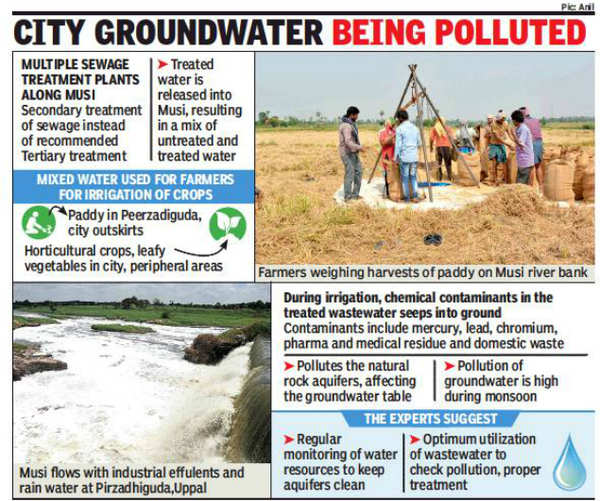 Pic: Anil
CITY GROUNDWATER BEING POLLUTED
MULTIPLE SEWAGE
TREATMENT PLANTS
ALONG MUSI
Secondary treatment
of sewage instead
of recommended
Tertiary treatment
Treated
water is
released into
Musi, resulting
in a mix of
untreated and
treated water
MIXED WATER USED FOR FARMERS
FOR IRRIGATION OF CROPS
Paddy in Peerzadiguda,
city outskirts
Horticultural crops, leafy
vegetables in city, peripheral areas
Farmers weighing harvests of paddy on Musi river bank
Musi flows with industrial effulents and
rain water at Pirzadhiguda,Uppal
During irrigation, chemical contaminants in the
treated wastewater seeps into ground
Contaminants include mercury, lead, chromium,
pharma and medical residue and domestic waste
Pollutes the natural
rock aquifers, affecting
the groundwater table
Pollution of
groundwater is high
during monsoon
THE EXPERTS SUGGEST
Regular
monitoring of water
resources to keep
aquifers clean
Optimum utilization
of wastewater to
check pollution, proper
treatment